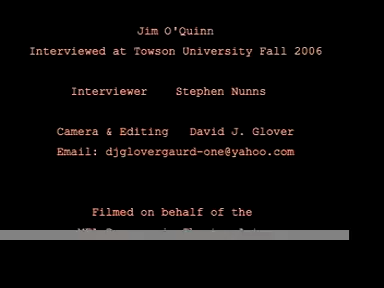 Jim O'Quinn
Interviewed at Towson University Fall 2006
Interviewer Stephen Nunns
Camera & Editing David J. Glover
Email: djglovergaurd-one@yahoo.com
Filmed on behalf of the